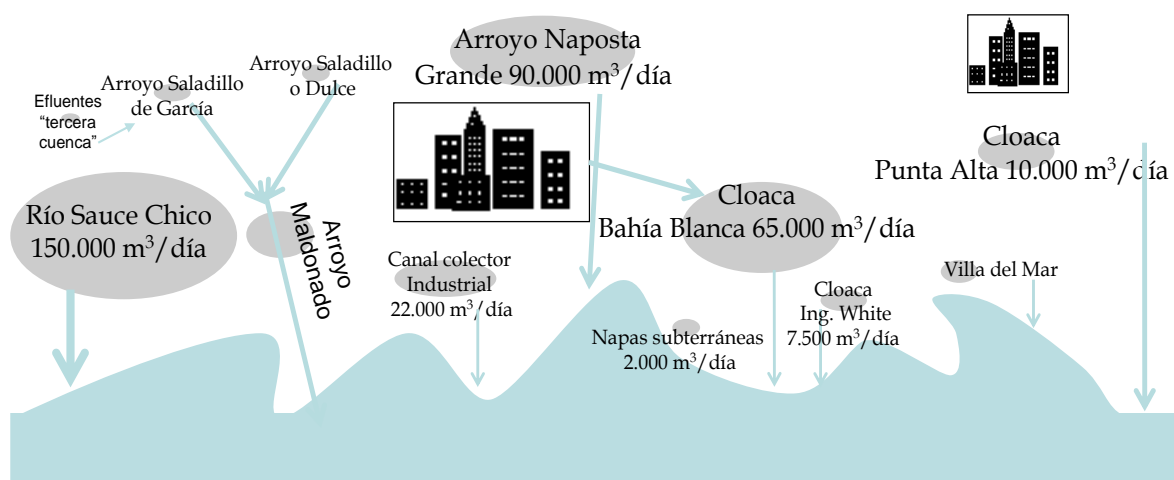 Arroyo Naposta
Grande 90.000 m³/día
Arroyo Saladillo
o Dulce
Arroyo Saladillo
de García
Efluentes
“tercera
cuenca”
Cloaca
Punta Alta 10.000 m³/día
Río Sauce Chico
150.000 m³/día
Arroyo
Maldonado
Cloaca
Bahía Blanca 65.000 m³/día
Canal colector
Industrial
22.000 m³/día
Villa del Mar
Cloaca
Ing. White
7.500 m³/día
Napas subterráneas
2.000 m³/día